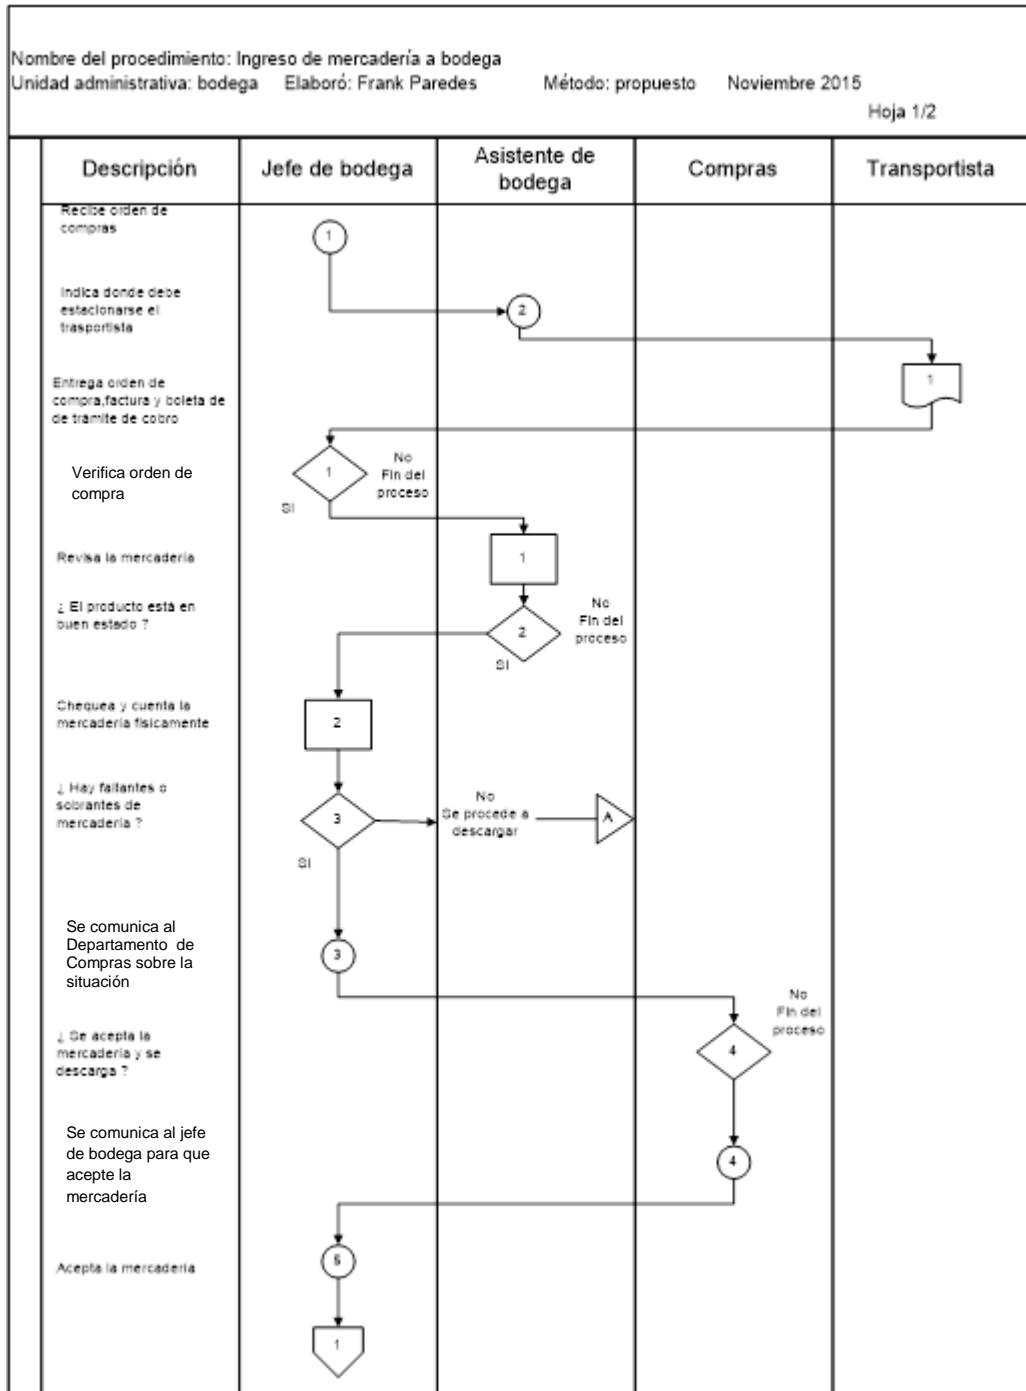 Nombre del procedimiento: Ingreso de mercadería a bodega
Unidad administrativa: bodega Elaboró: Frank Paredes Método: propuesto Noviembre 2015
Hoja 1/2
Descripción
Jefe de bodega
Asistente de
bodega
Compras
Transportista
Recibe orden de
compras
1
Indica donde debe
estacionarse el
trasportista
2
Entrega orden de
compra,factura y boleta de
de trámite de cobro
1
Verifica orden de
compra
1
No
Fin del
proceso
SI
Revisa la mercadería
1
¿ El producto está en
buen estado ?
2
No
Fin del
proceso
SI
Chequea y cuenta la
mercadería físicamente
2
¿ Hay faltantes o
sobrantes de
mercadería ?
3
No
Se procede a
descargar
A
SI
Se comunica al
Departamento de
Compras sobre la
situación
3
No
Fin del
proceso
¿ Se acepta la
mercadería y se
descarga ?
4
Se comunica al jefe
de bodega para que
acepte la
mercadería
4
Acepta la mercadería
5
1